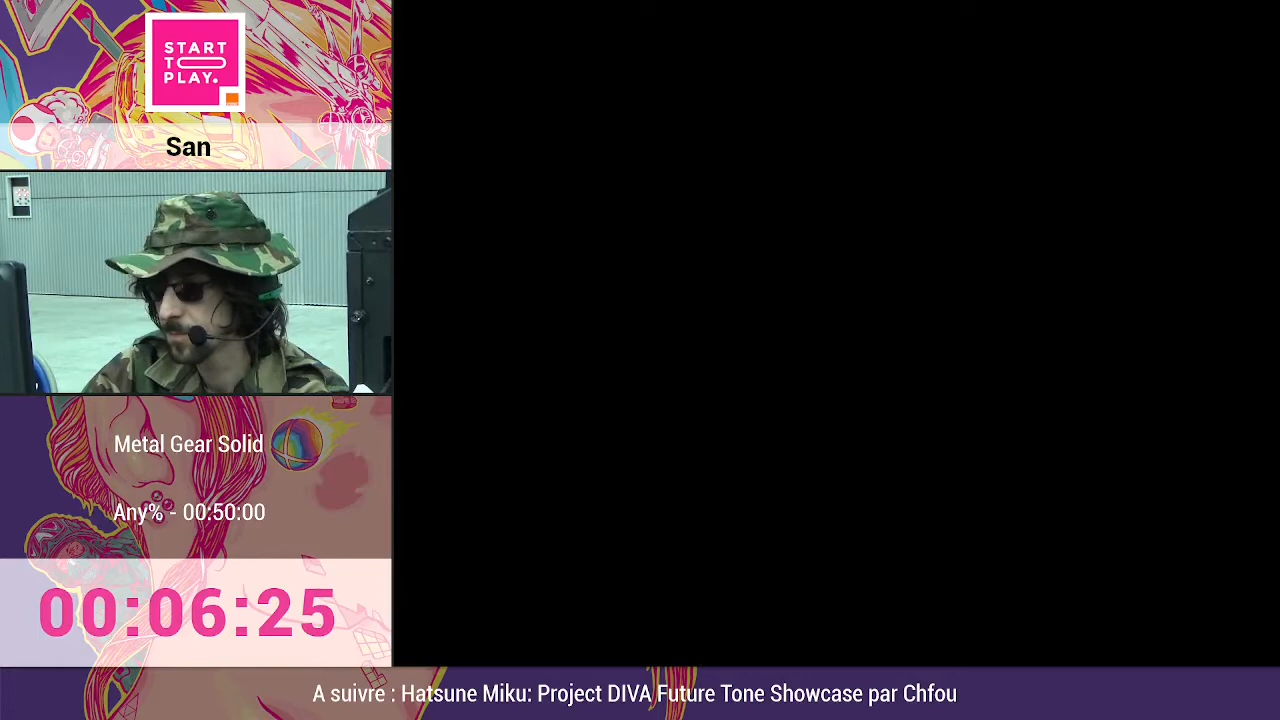 START
TO
PLAY.
San
Metal Gear Solid
Any% - 00:50:00
00:06:25
A suivre : Hatsune Miku: Project DIVA Future Tone Showcase par Chfou